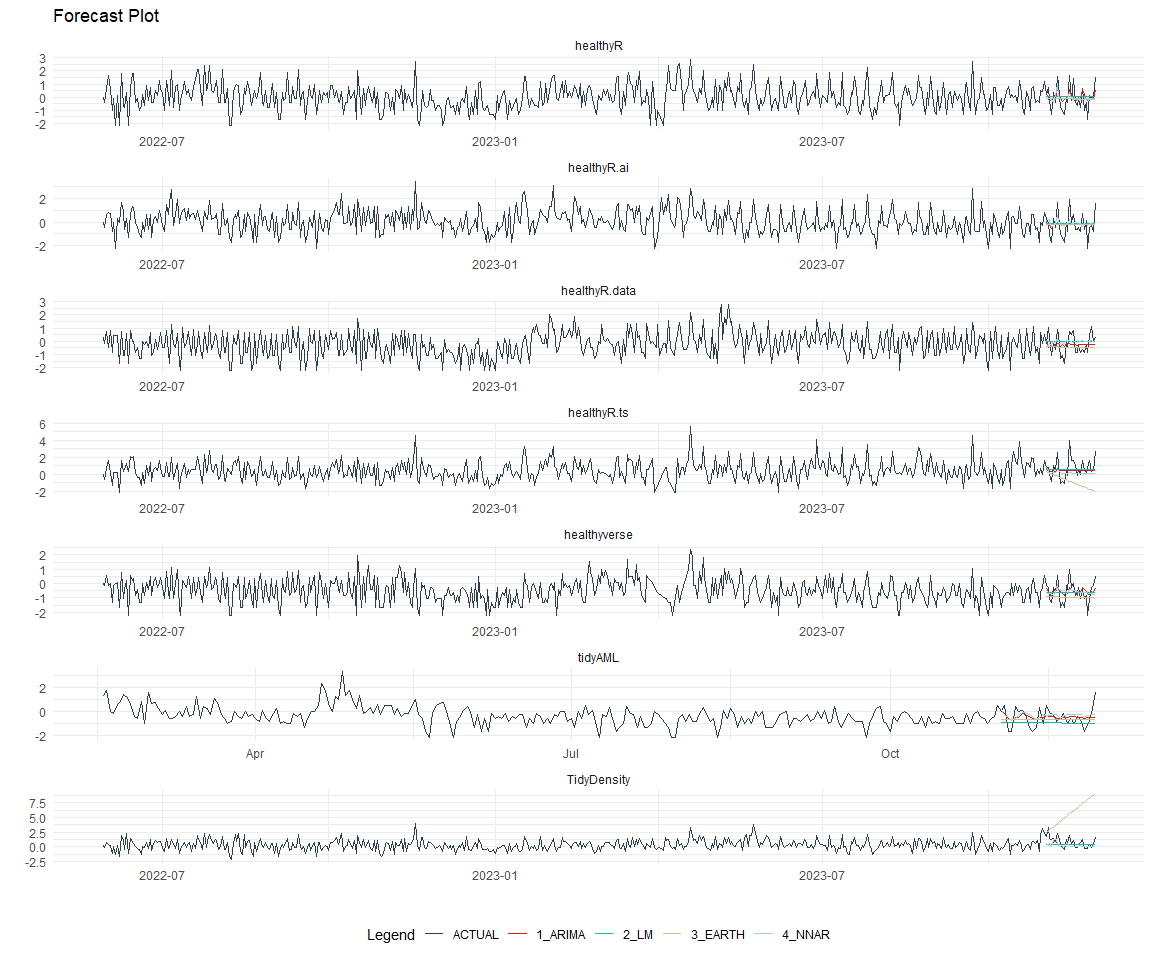 Forecast Plot
healthyR
3
2
1
0
-1
-2
2022-07 2023-01 2023-07
healthyR.ai
2
0
-2
2022-07 2023-01 2023-07
healthyR.data
3
2
1
0
-1
-2
2022-07 2023-01 2023-07
healthyR.ts
6
4
2
0
-2
2022-07 2023-01 2023-07
healthyverse
2
1
0
-1
-2
2022-07 2023-01 2023-07
tidyAML
2
0
-2
Apr Jul Oct
TidyDensity
7.5
5.0
2.5
0.0
-2.5
2022-07 2023-01 2023-07
Legend ACTUAL 1_ARIMA 2_LM 3_EARTH 4_NNAR